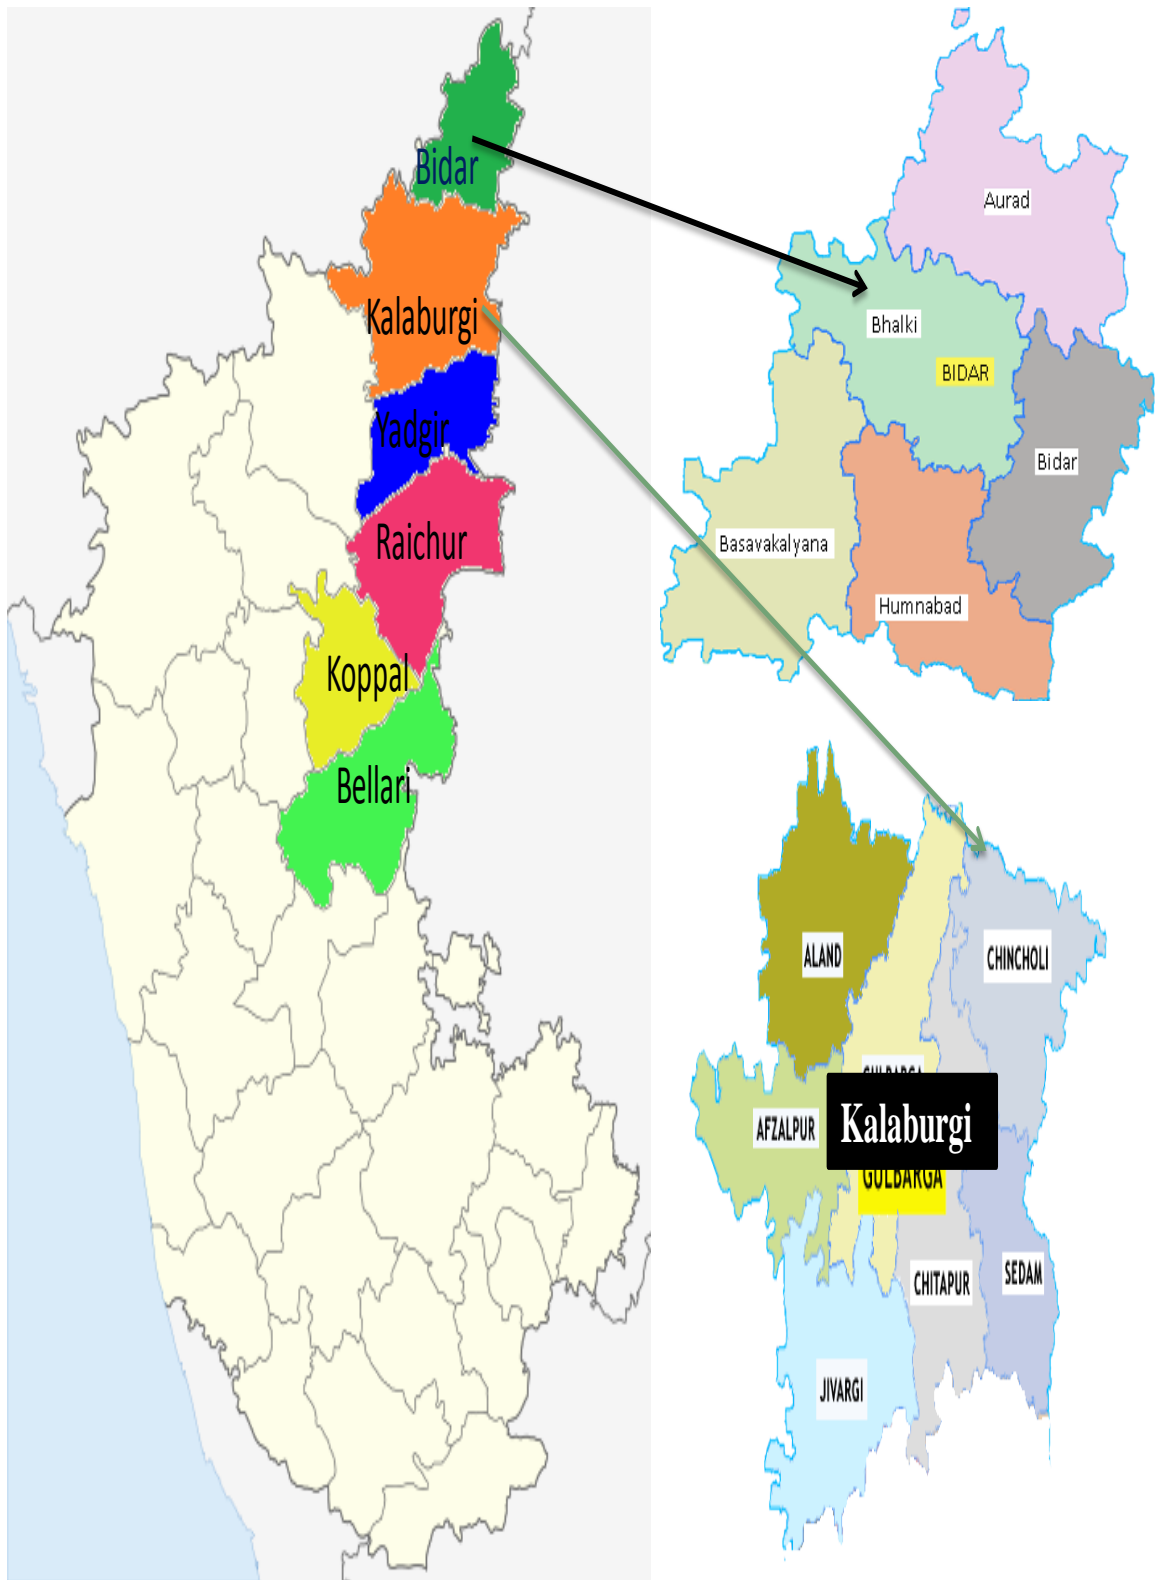 Bidar
Kalaburgi
Yadgir
Raichur
Koppal
Bellari
Aurad
Bhalki
BIDAR
Bidar
Basavakalyana
Humnabad
ALAND
CHINCHOLI
GULBARGA
AFZALPUR
Kalaburgi
GULBARGA
CHITAPUR
SEDAM
JIVARGI